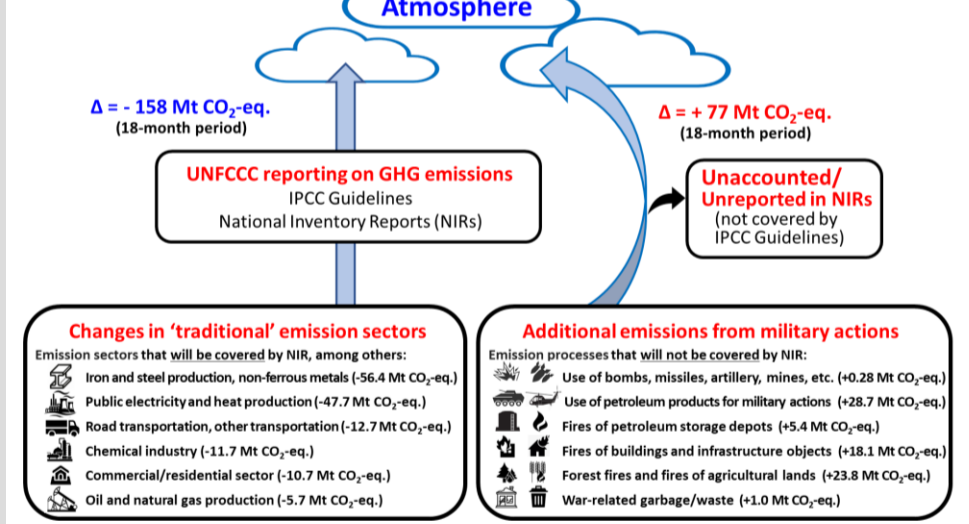 Atmosphere
Δ = - 158 Mt CO₂-eq.
(18-month period)
Δ = + 77 Mt CO₂-eq.
(18-month period)
UNFCCC reporting on GHG emissions
IPCC Guidelines
National Inventory Reports (NIRs)
Unaccounted/
Unreported in NIRs
(not covered by
IPCC Guidelines)
Changes in ‘traditional’ emission sectors
Emission sectors that will be covered by NIR, among others:
Iron and steel production, non-ferrous metals (-56.4 Mt CO₂-eq.)
Public electricity and heat production (-47.7 Mt CO₂-eq.)
Road transportation, other transportation (-12.7 Mt CO₂-eq.)
Chemical industry (-11.7 Mt CO₂-eq.)
Commercial/residential sector (-10.7 Mt CO₂-eq.)
Oil and natural gas production (-5.7 Mt CO₂-eq.)
Additional emissions from military actions
Emission processes that will not be covered by NIR:
Use of bombs, missiles, artillery, mines, etc. (+0.28 Mt CO₂-eq.)
Use of petroleum products for military actions (+28.7 Mt CO₂-eq.)
Fires of petroleum storage depots (+5.4 Mt CO₂-eq.)
Fires of buildings and infrastructure objects (+18.1 Mt CO₂-eq.)
Forest fires and fires of agricultural lands (+23.8 Mt CO₂-eq.)
War-related garbage/waste (+1.0 Mt CO₂-eq.)